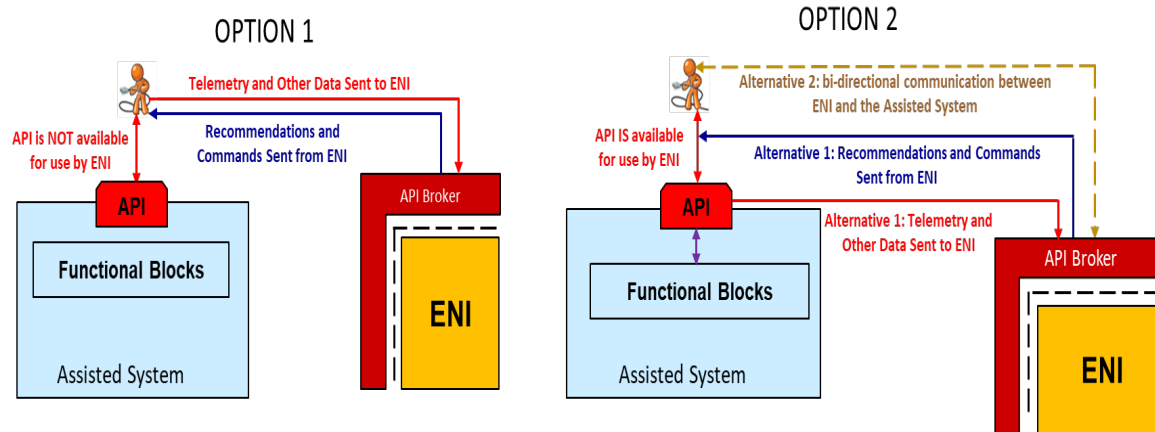 OPTION 1
Telemetry and Other Data Sent to ENI
Recommendations and
Commands Sent from ENI
API is NOT available
for use by ENI
API
API Broker
Functional Blocks
ENI
Assisted System
OPTION 2
Alternative 2: bi-directional communication between
ENI and the Assisted System
API IS available
for use by ENI
Alternative 1: Recommendations and Commands
Sent from ENI
API
Alternative 1: Telemetry and
Other Data Sent to ENI
API Broker
Functional Blocks
ENI
Assisted System